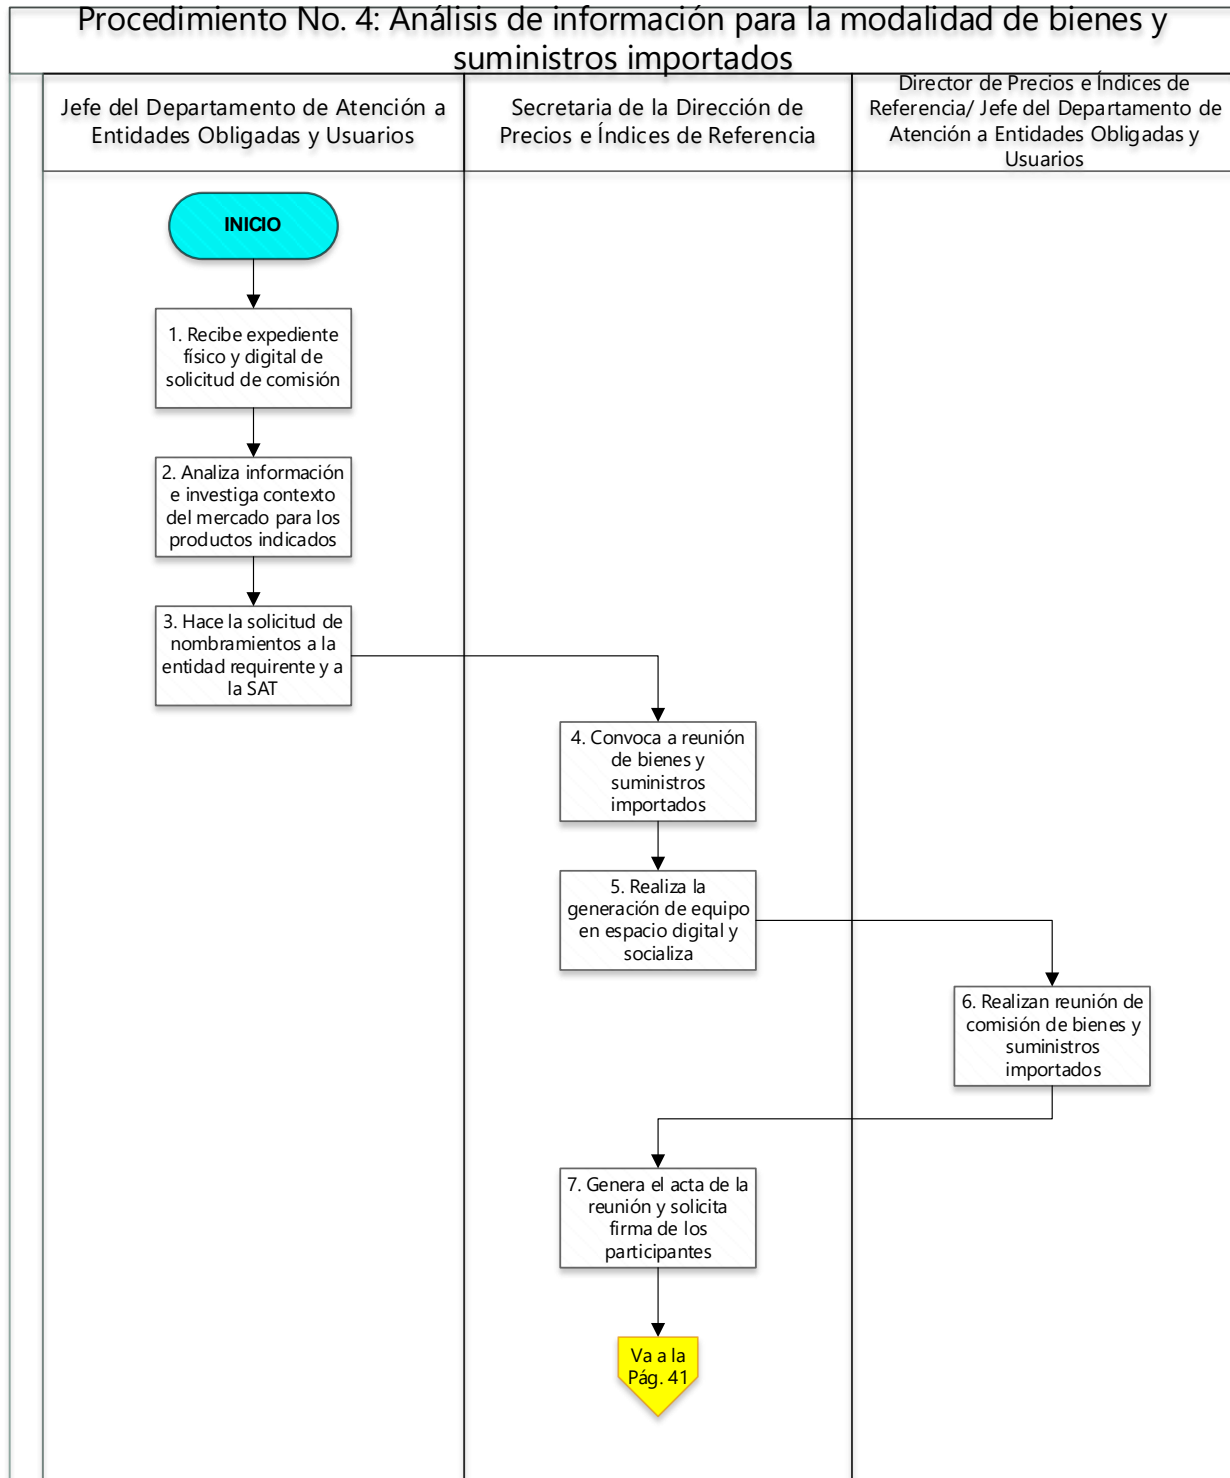 Procedimiento No. 4: Análisis de información para la modalidad de bienes y
suministros importados
Jefe del Departamento de Atención a
Entidades Obligadas y Usuarios
Secretaria de la Dirección de
Precios e Índices de Referencia
Director de Precios e Índices de
Referencia/ Jefe del Departamento de
Atención a Entidades Obligadas y
Usuarios
INICIO
1. Recibe expediente
físico y digital de
solicitud de comisión
2. Analiza información
e investiga contexto
del mercado para los
productos indicados
3. Hace la solicitud de
nombramientos a la
entidad requirente y a
la SAT
4. Convoca a reunión
de bienes y
suministros
importados
5. Realiza la
generación de equipo
en espacio digital y
socializa
6. Realizan reunión de
comisión de bienes y
suministros
importados
7. Genera el acta de la
reunión y solicita
firma de los
participantes
Va a la
Pág. 41